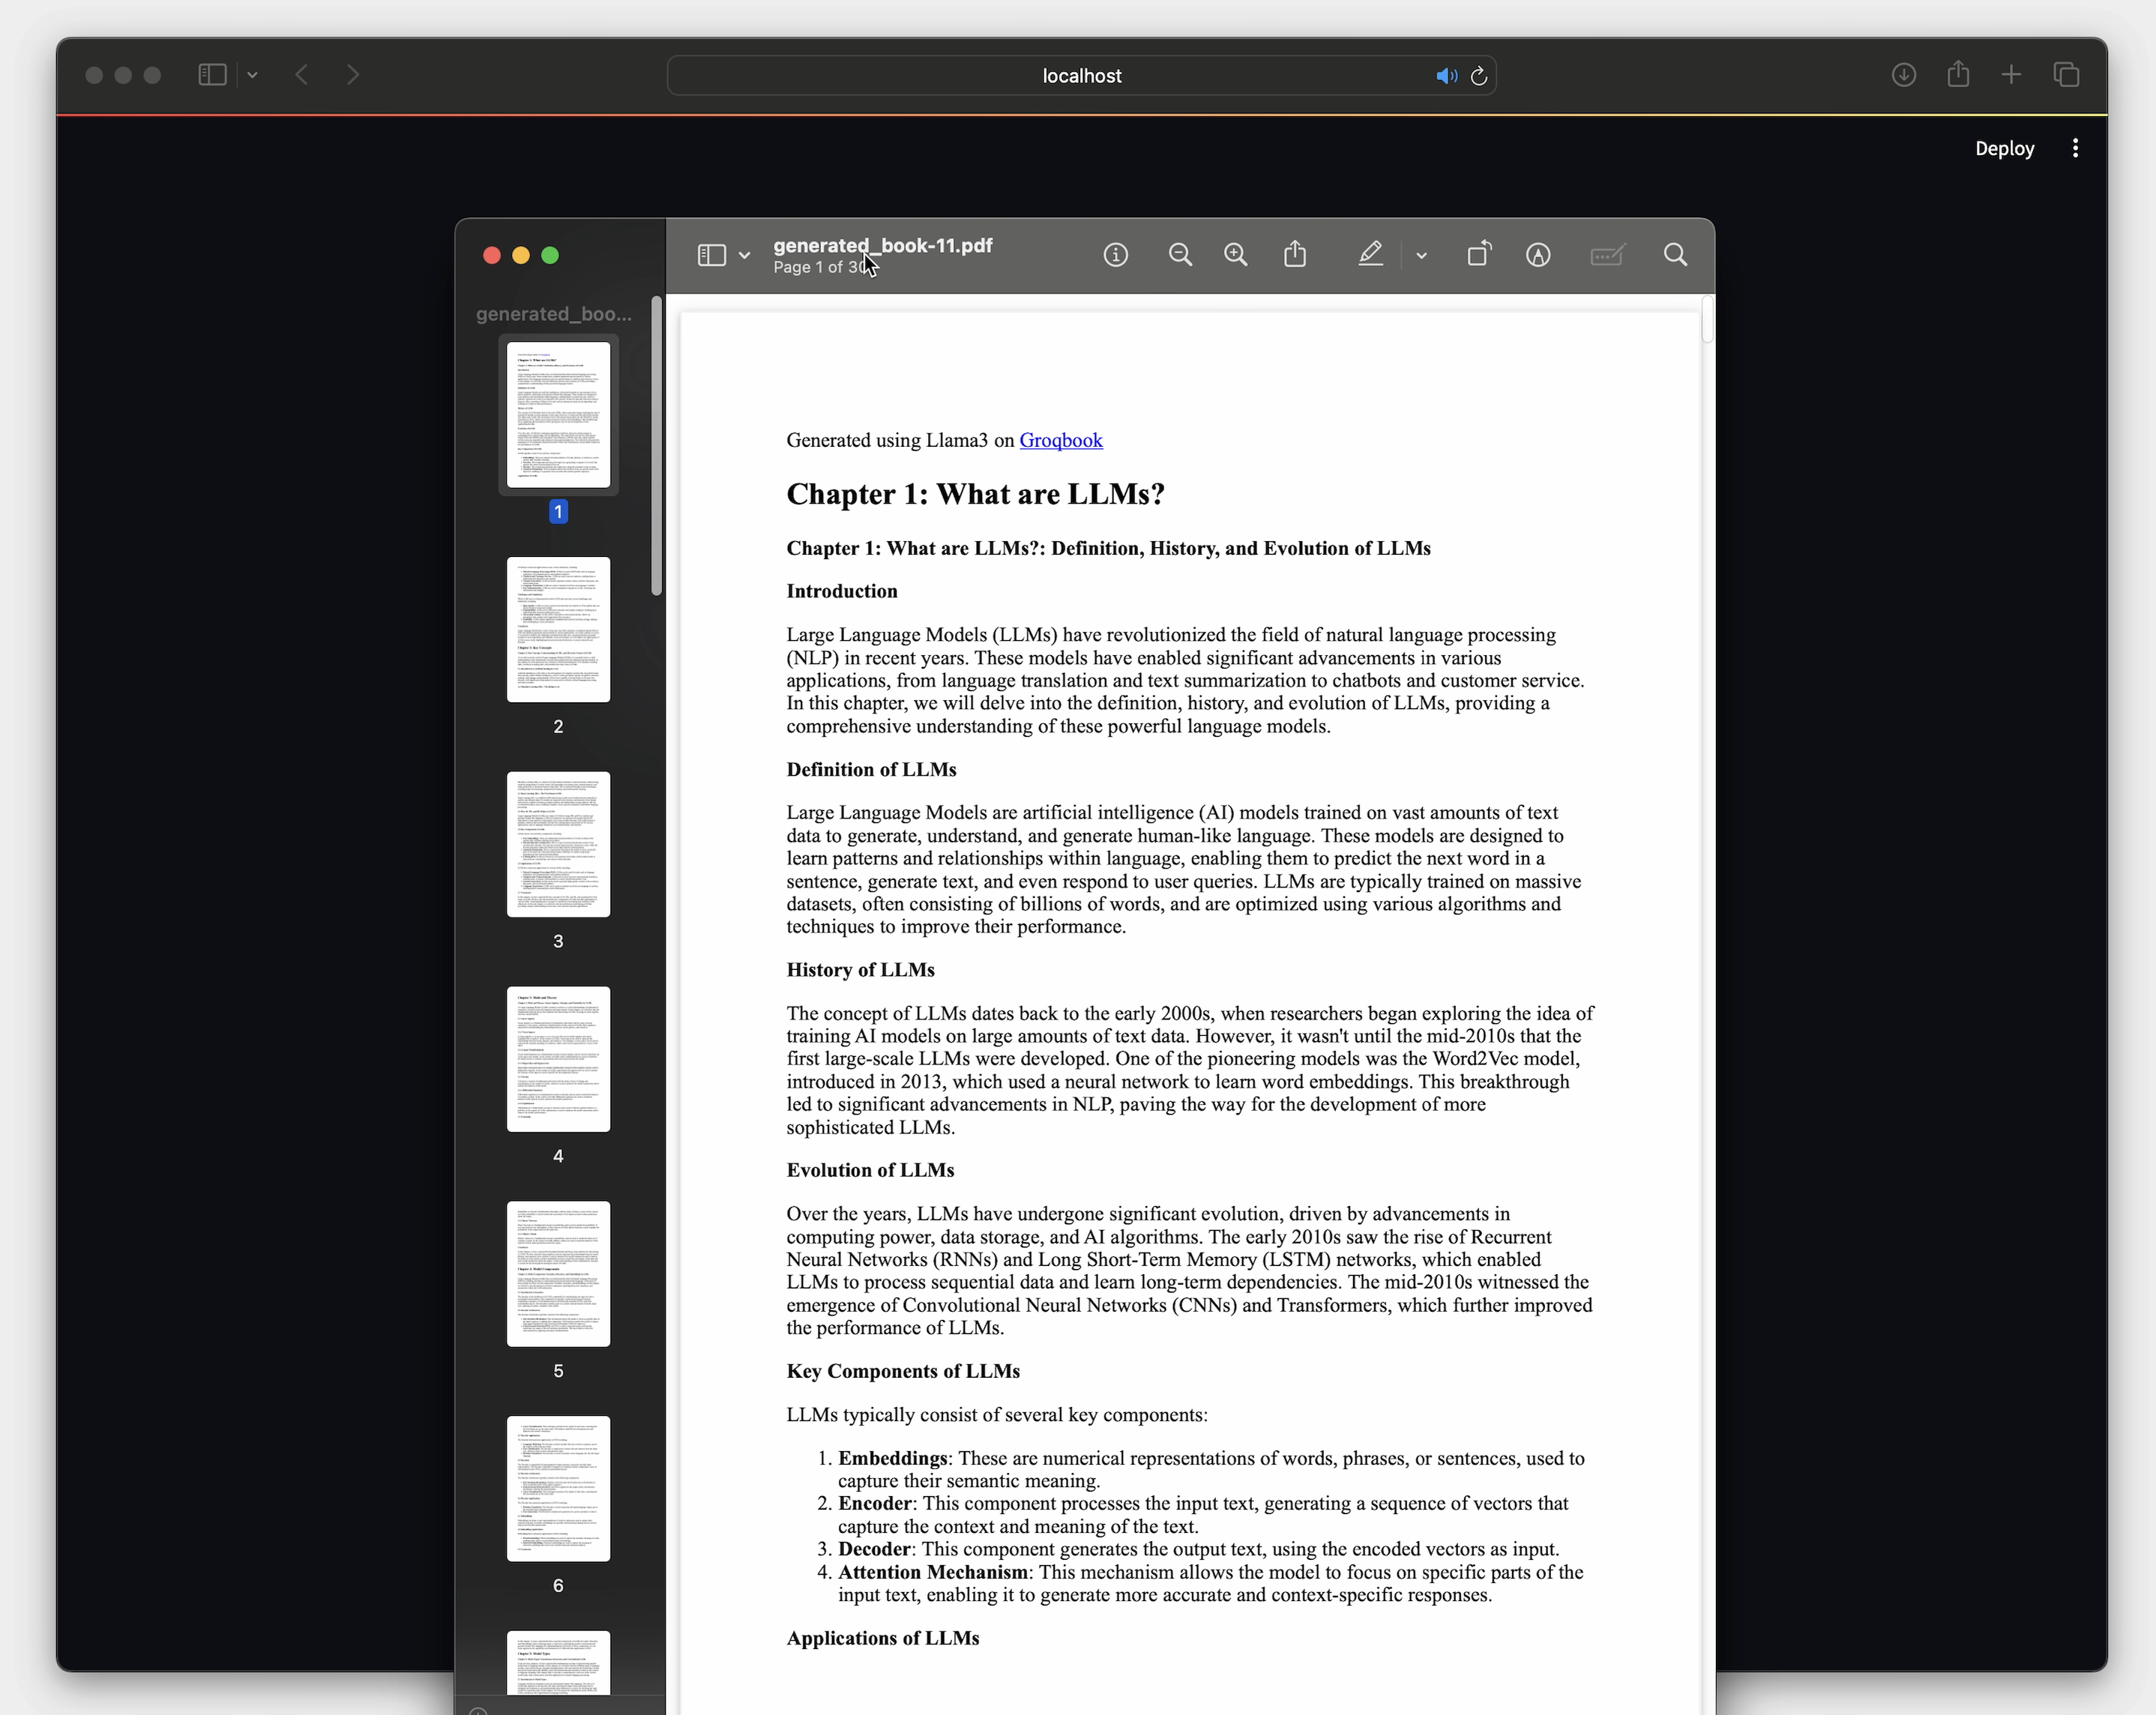 localhost
Deploy
generated_book-11.pdf
Page 1 of 30
generated_boo...
1
2
3
4
5
6
Generated using Llama3 on Groqbook
Chapter 1: What are LLMs?
Chapter 1: What are LLMs?: Definition, History, and Evolution of LLMs
Introduction
Large Language Models (LLMs) have revolutionized the field of natural language processing
(NLP) in recent years. These models have enabled significant advancements in various
applications, from language translation and text summarization to chatbots and customer service.
In this chapter, we will delve into the definition, history, and evolution of LLMs, providing a
comprehensive understanding of these powerful language models.
Definition of LLMs
Large Language Models are artificial intelligence (AI) models trained on vast amounts of text
data to generate, understand, and generate human-like language. These models are designed to
learn patterns and relationships within language, enabling them to predict the next word in a
sentence, generate text, and even respond to user queries. LLMs are typically trained on massive
datasets, often consisting of billions of words, and are optimized using various algorithms and
techniques to improve their performance.
History of LLMs
The concept of LLMs dates back to the early 2000s, when researchers began exploring the idea of
training AI models on large amounts of text data. However, it wasn't until the mid-2010s that the
first large-scale LLMs were developed. One of the pioneering models was the Word2Vec model,
introduced in 2013, which used a neural network to learn word embeddings. This breakthrough
led to significant advancements in NLP, paving the way for the development of more
sophisticated LLMs.
Evolution of LLMs
Over the years, LLMs have undergone significant evolution, driven by advancements in
computing power, data storage, and AI algorithms. The early 2010s saw the rise of Recurrent
Neural Networks (RNNs) and Long Short-Term Memory (LSTM) networks, which enabled
LLMs to process sequential data and learn long-term dependencies. The mid-2010s witnessed the
emergence of Convolutional Neural Networks (CNNs) and Transformers, which further improved
the performance of LLMs.
Key Components of LLMs
LLMs typically consist of several key components:
1. Embeddings: These are numerical representations of words, phrases, or sentences, used to
capture their semantic meaning.
2. Encoder: This component processes the input text, generating a sequence of vectors that
capture the context and meaning of the text.
3. Decoder: This component generates the output text, using the encoded vectors as input.
4. Attention Mechanism: This mechanism allows the model to focus on specific parts of the
input text, enabling it to generate more accurate and context-specific responses.
Applications of LLMs